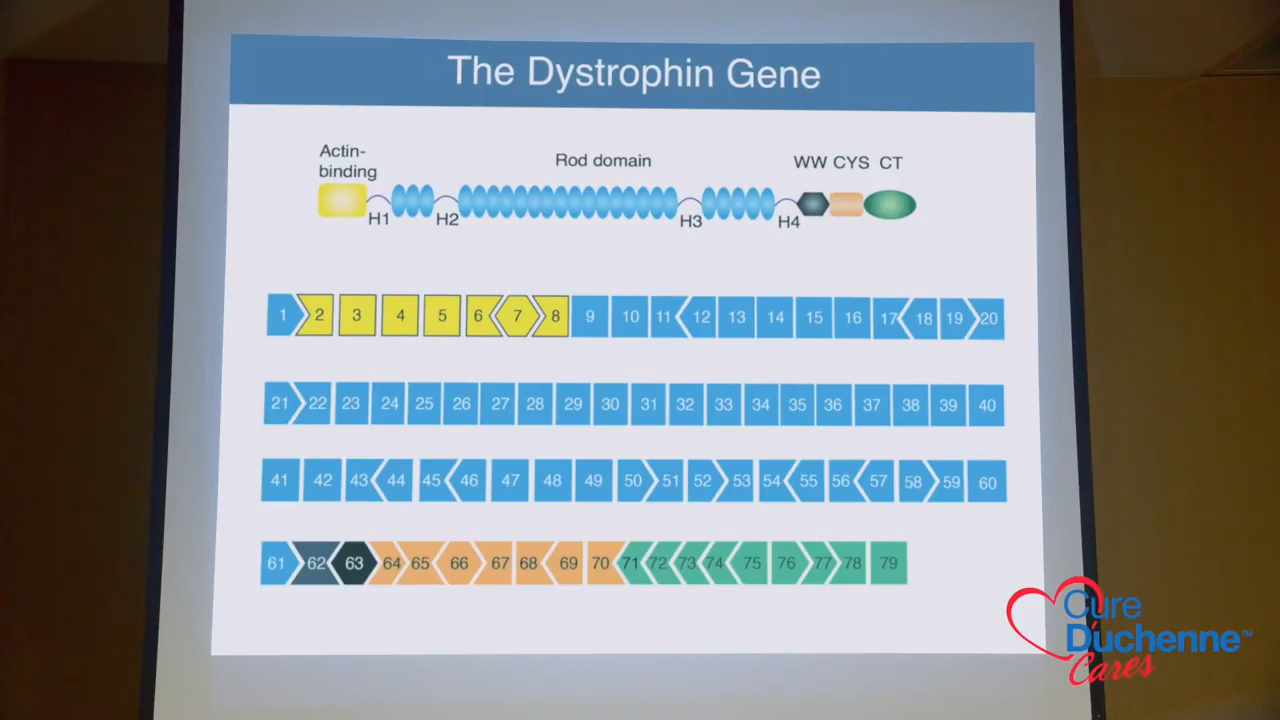 The Dystrophin Gene
Actin-
binding
Rod domain
WW CYS CT
H1 H2 H3 H4
1 2 3 4 5 6 7 8 9 10 11 12 13 14 15 16 17 18 19 20
21 22 23 24 25 26 27 28 29 30 31 32 33 34 35 36 37 38 39 40
41 42 43 44 45 46 47 48 49 50 51 52 53 54 55 56 57 58 59 60
61 62 63 64 65 66 67 68 69 70 71 72 73 74 75 76 77 78 79
Cure
Duchenne™
Cares